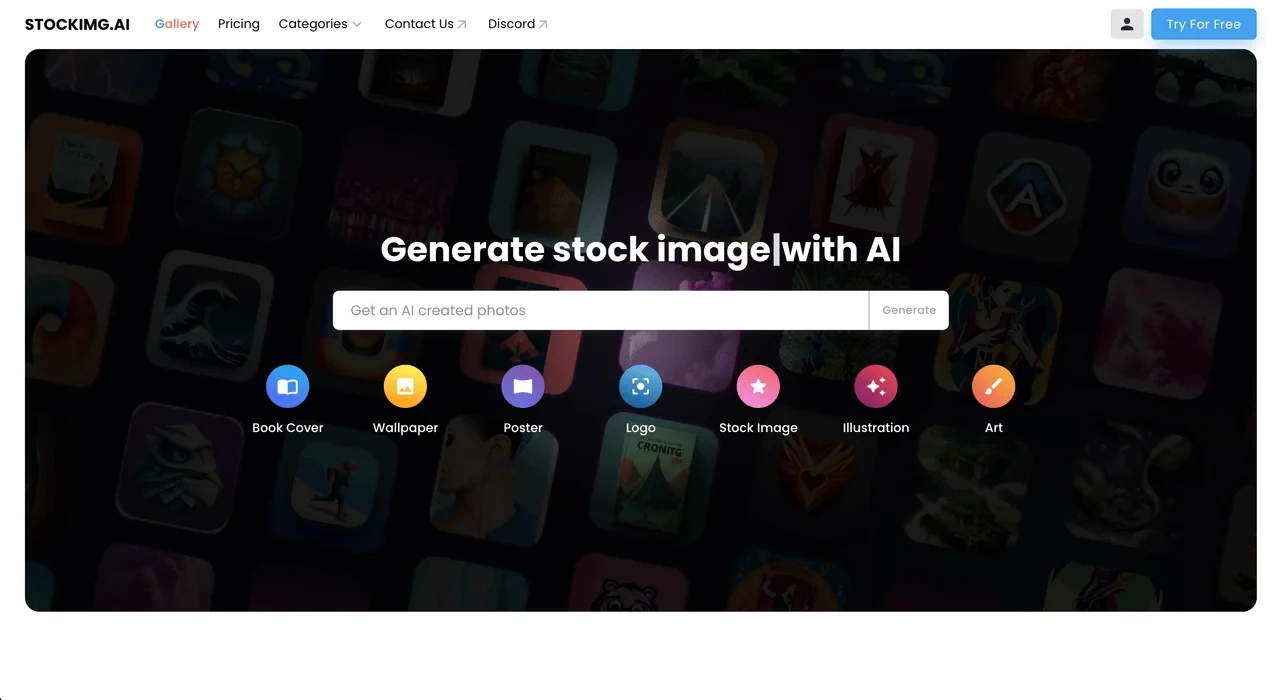 STOCKIMG.AI Gallery Pricing Categories Contact Us Discord Try For Free
Generate stock image|with AI
Get an AI created photos Generate
Book Cover Wallpaper Poster Logo Stock Image Illustration Art
CRONITG